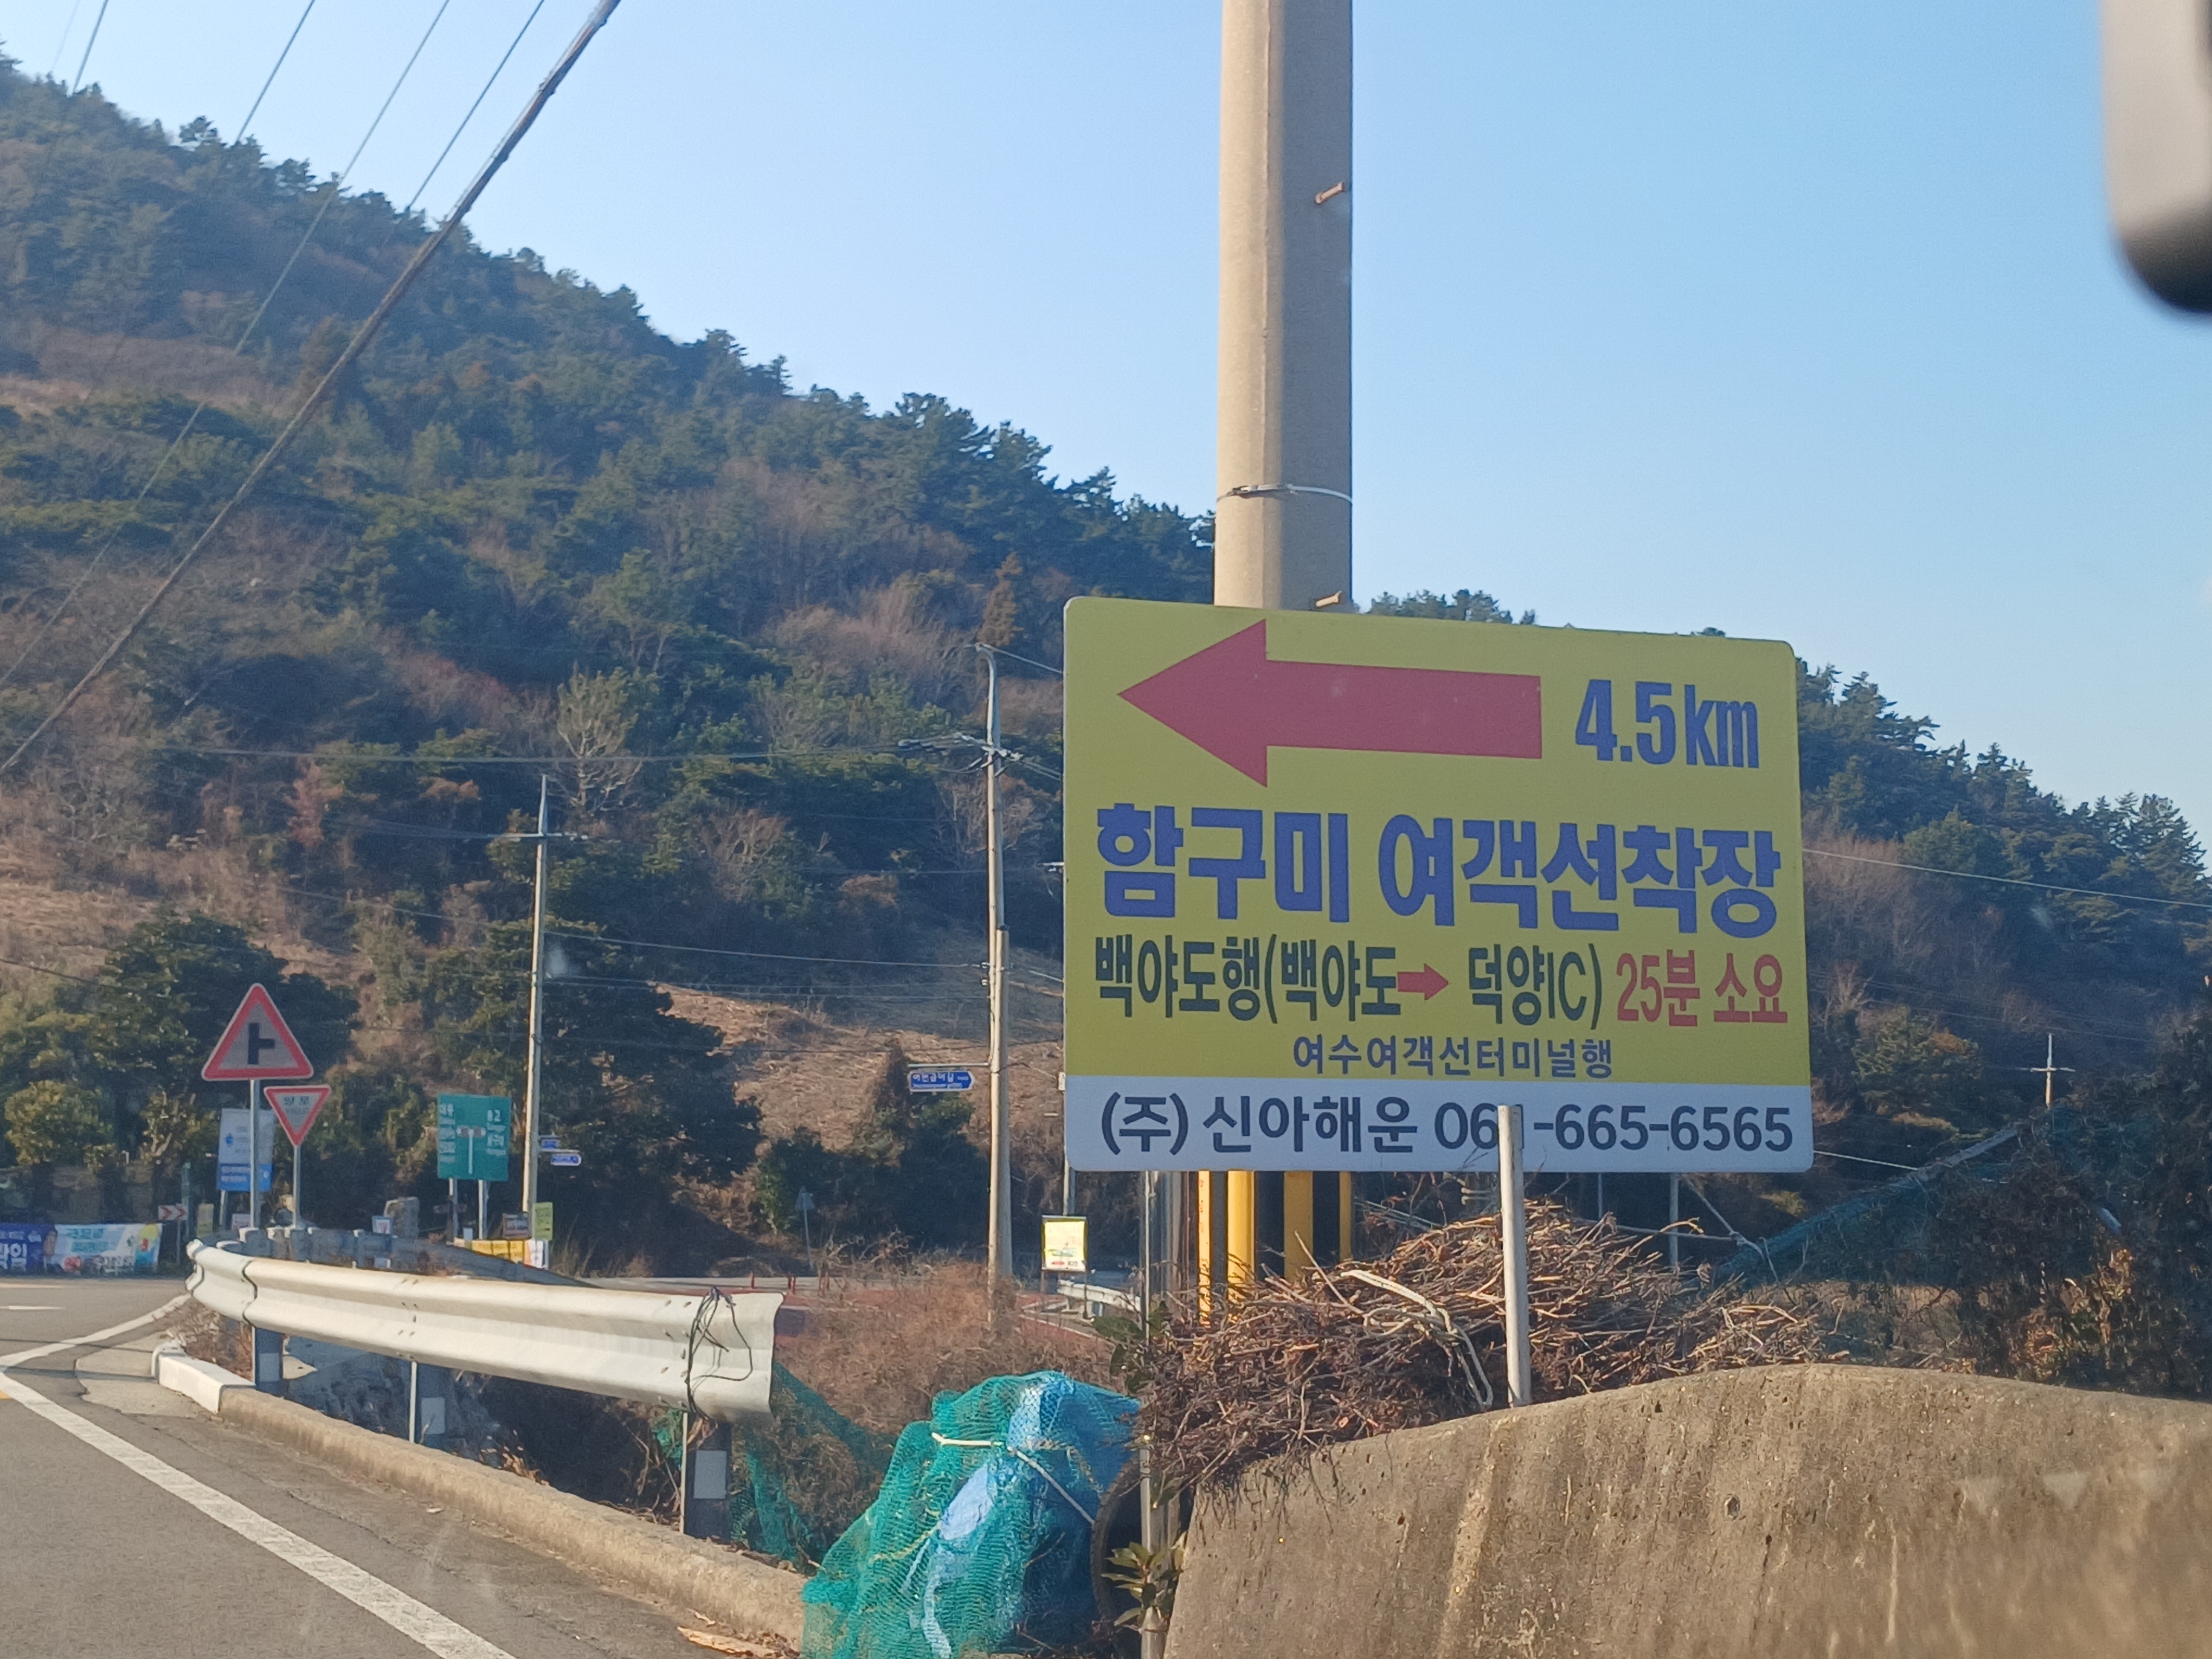 4.5km
함구미 여객선착장
백야도행(백야도➡덕양IC) 25분 소요
여수여객선터미널행
(주)신아해운 061-665-6565
양보